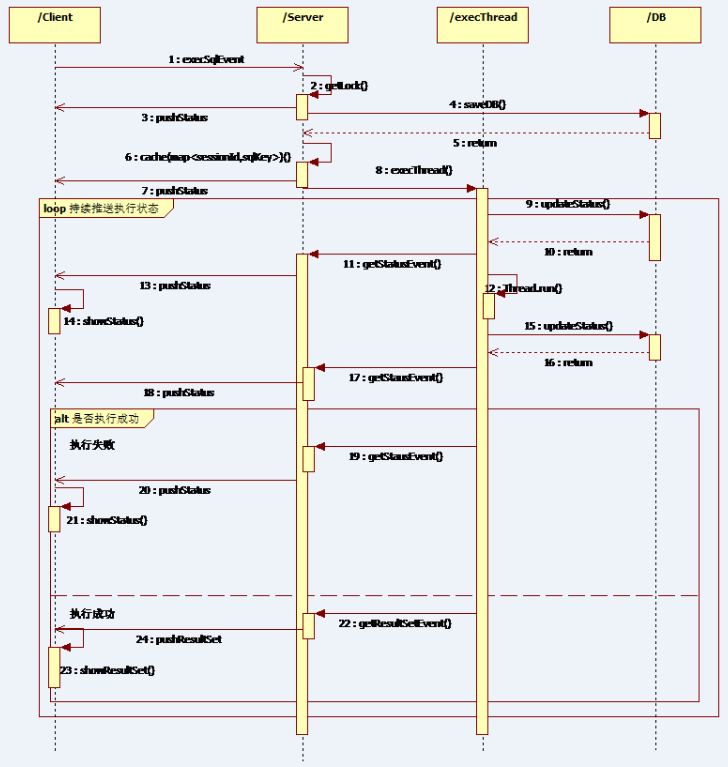 /Client
/Server
/execThread
/DB
1 : execSqlEvent
2 : getLock()
3 : pushStatus
4 : saveDB()
5 : return
6 : cache(map<sessionId,sqlKey>)()
7 : pushStatus
8 : execThread()
loop 持续推送执行状态
9 : updateStatus()
10 : return
11 : getStatusEvent()
12 : Thread.run()
13 : pushStatus
14 : showStatus()
15 : updateStatus()
16 : return
17 : getStausEvent()
18 : pushStatus
alt 是否执行成功
执行失败
19 : getStausEvent()
20 : pushStatus
21 : showStatus()
执行成功
22 : getResultSetEvent()
24 : pushResultSet
23 : showResultSet()